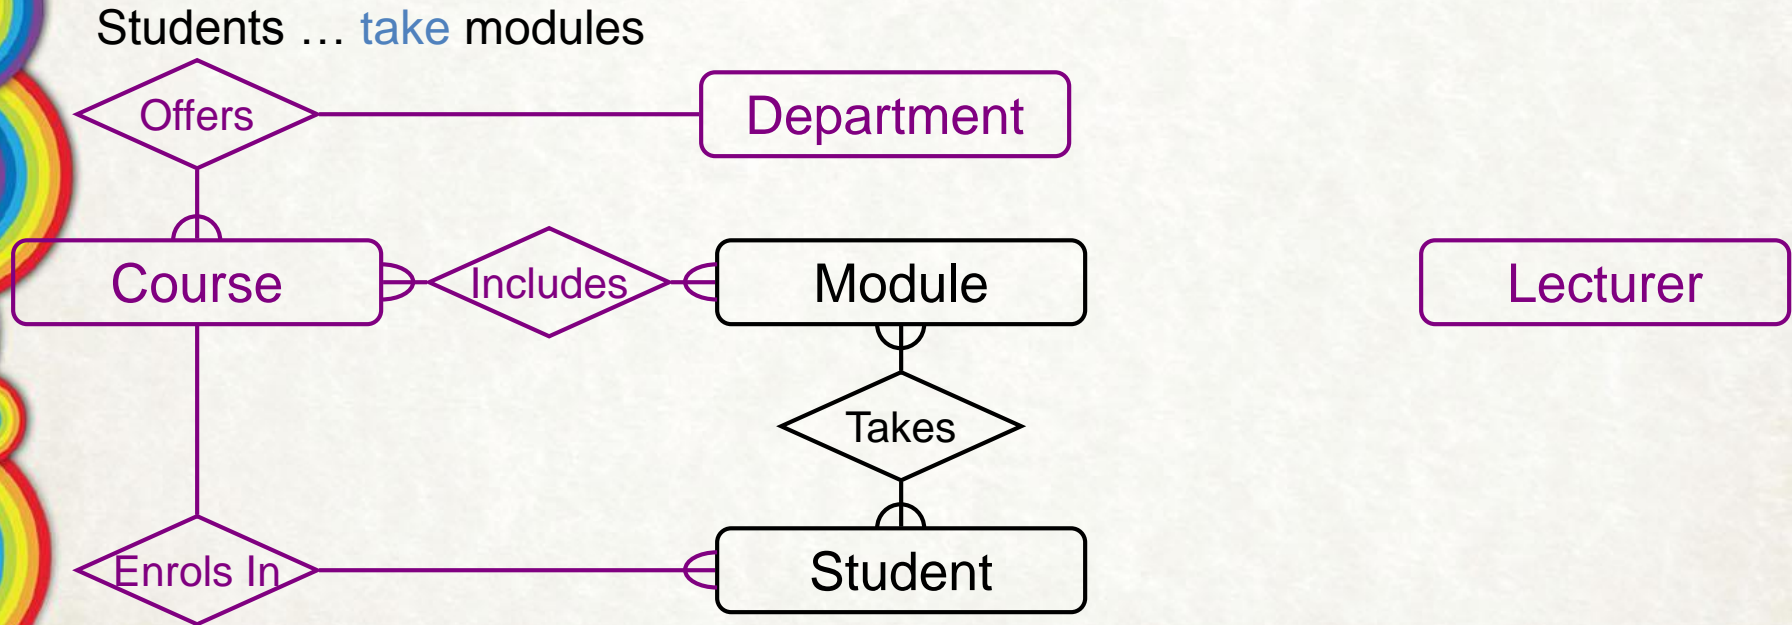 Students … take modules
Offers
Department
Course
Includes
Module
Lecturer
Takes
Enrols In
Student